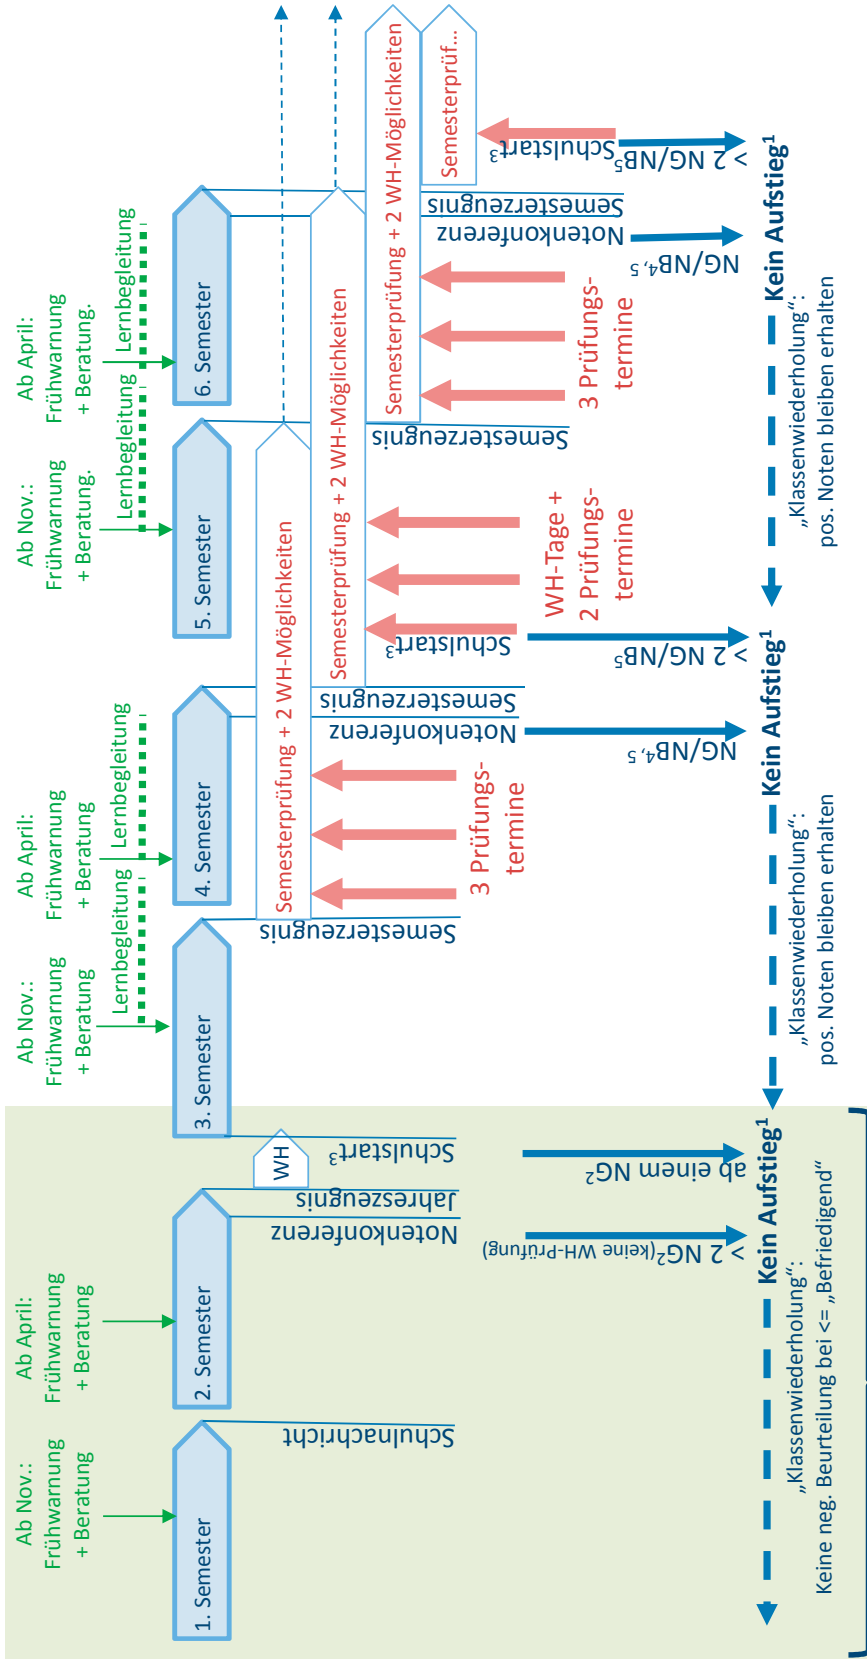 Ab Nov.:
Frühwarnung
+ Beratung
Ab April:
Frühwarnung
+ Beratung
Ab Nov.:
Frühwarnung
+ Beratung
Ab April:
Frühwarnung
+ Beratung
Ab Nov.:
Frühwarnung
+ Beratung.
Ab April:
Frühwarnung
+ Beratung.
Lernbegleitung
Lernbegleitung
Lernbegleitung
Lernbegleitung
1. Semester
2. Semester
3. Semester
4. Semester
5. Semester
6. Semester
Schulnachricht
Notenkonferenz
Jahreszeugnis
WH
Schulstart³
Semesterzeugnis
Semesterprüfung + 2 WH-Möglichkeiten
3 Prüfungs-
termine
Notenkonferenz
Semesterzeugnis
Semesterprüfung + 2 WH-Möglichkeiten
Schulstart³
WH-Tage +
2 Prüfungs-
termine
Semesterzeugnis
Semesterprüfung + 2 WH-Möglichkeiten
3 Prüfungs-
termine
Notenkonferenz
Semesterzeugnis
Semesterprüf...
Schulstart³
> 2 NG²(keine WH-Prüfung)
ab einem NG²
NG/NB⁴,⁵
> 2 NG/NB⁵
NG/NB⁴,⁵
> 2 NG/NB⁵
Kein Aufstieg¹
Kein Aufstieg¹
Kein Aufstieg¹
„Klassenwiederholung“:
Keine neg. Beurteilung bei <= „Befriedigend“
„Klassenwiederholung“:
pos. Noten bleiben erhalten
„Klassenwiederholung“:
pos. Noten bleiben erhalten